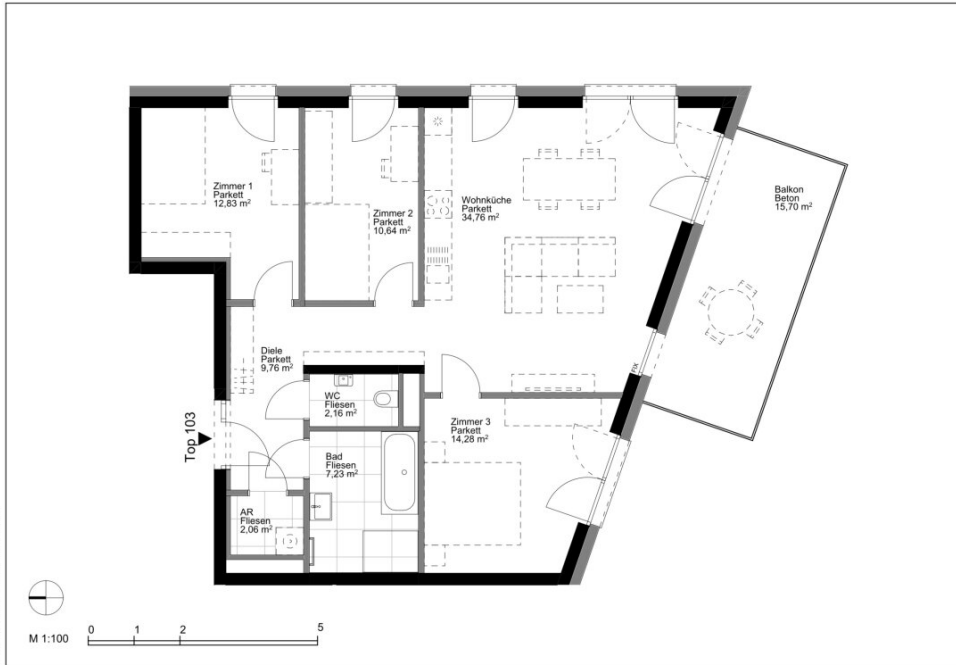 Zimmer 1
Parkett
12,83 m²
Zimmer 2
Parkett
10,64 m²
Wohnküche
Parkett
34,76 m²
Balkon
Beton
15,70 m²
Diele
Parkett
9,76 m²
FIX
WC
Fliesen
2,16 m²
Zimmer 3
Parkett
14,28 m²
Top 103
Bad
Fliesen
7,23 m²
AR
Fliesen
2,06 m²
M 1:100
0 1 2 5